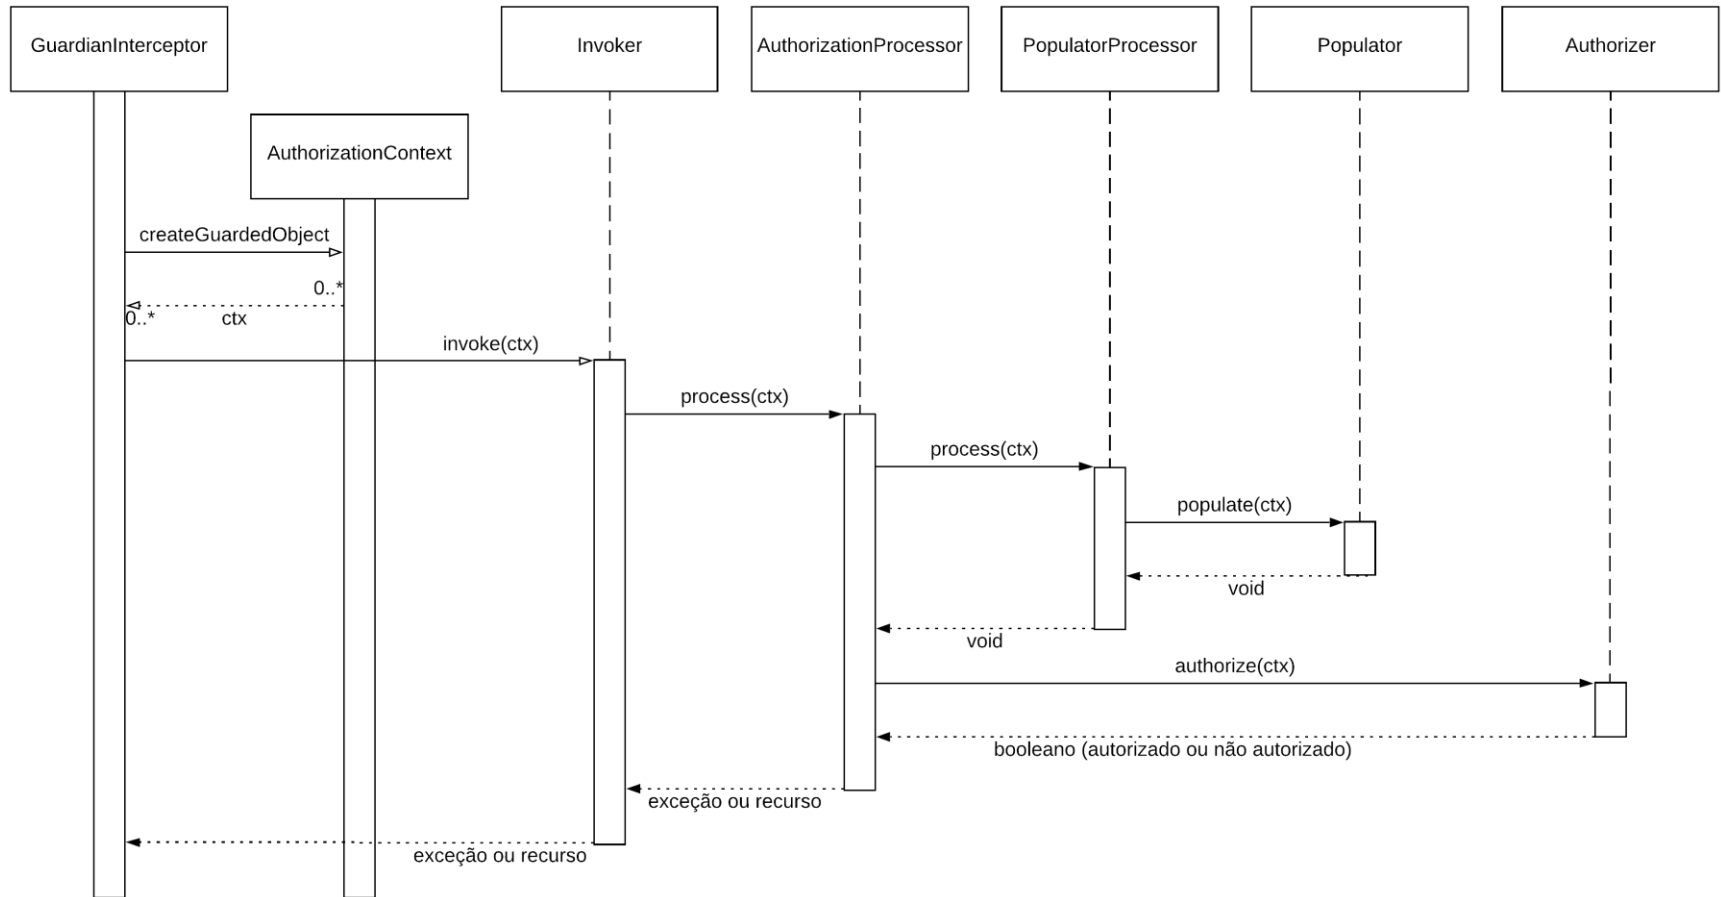 GuardianInterceptor
Invoker
AuthorizationProcessor
PopulatorProcessor
Populator
Authorizer
AuthorizationContext
createGuardedObject
0..*
0..*
ctx
invoke(ctx)
process(ctx)
process(ctx)
populate(ctx)
void
void
authorize(ctx)
booleano (autorizado ou não autorizado)
exceção ou recurso
exceção ou recurso